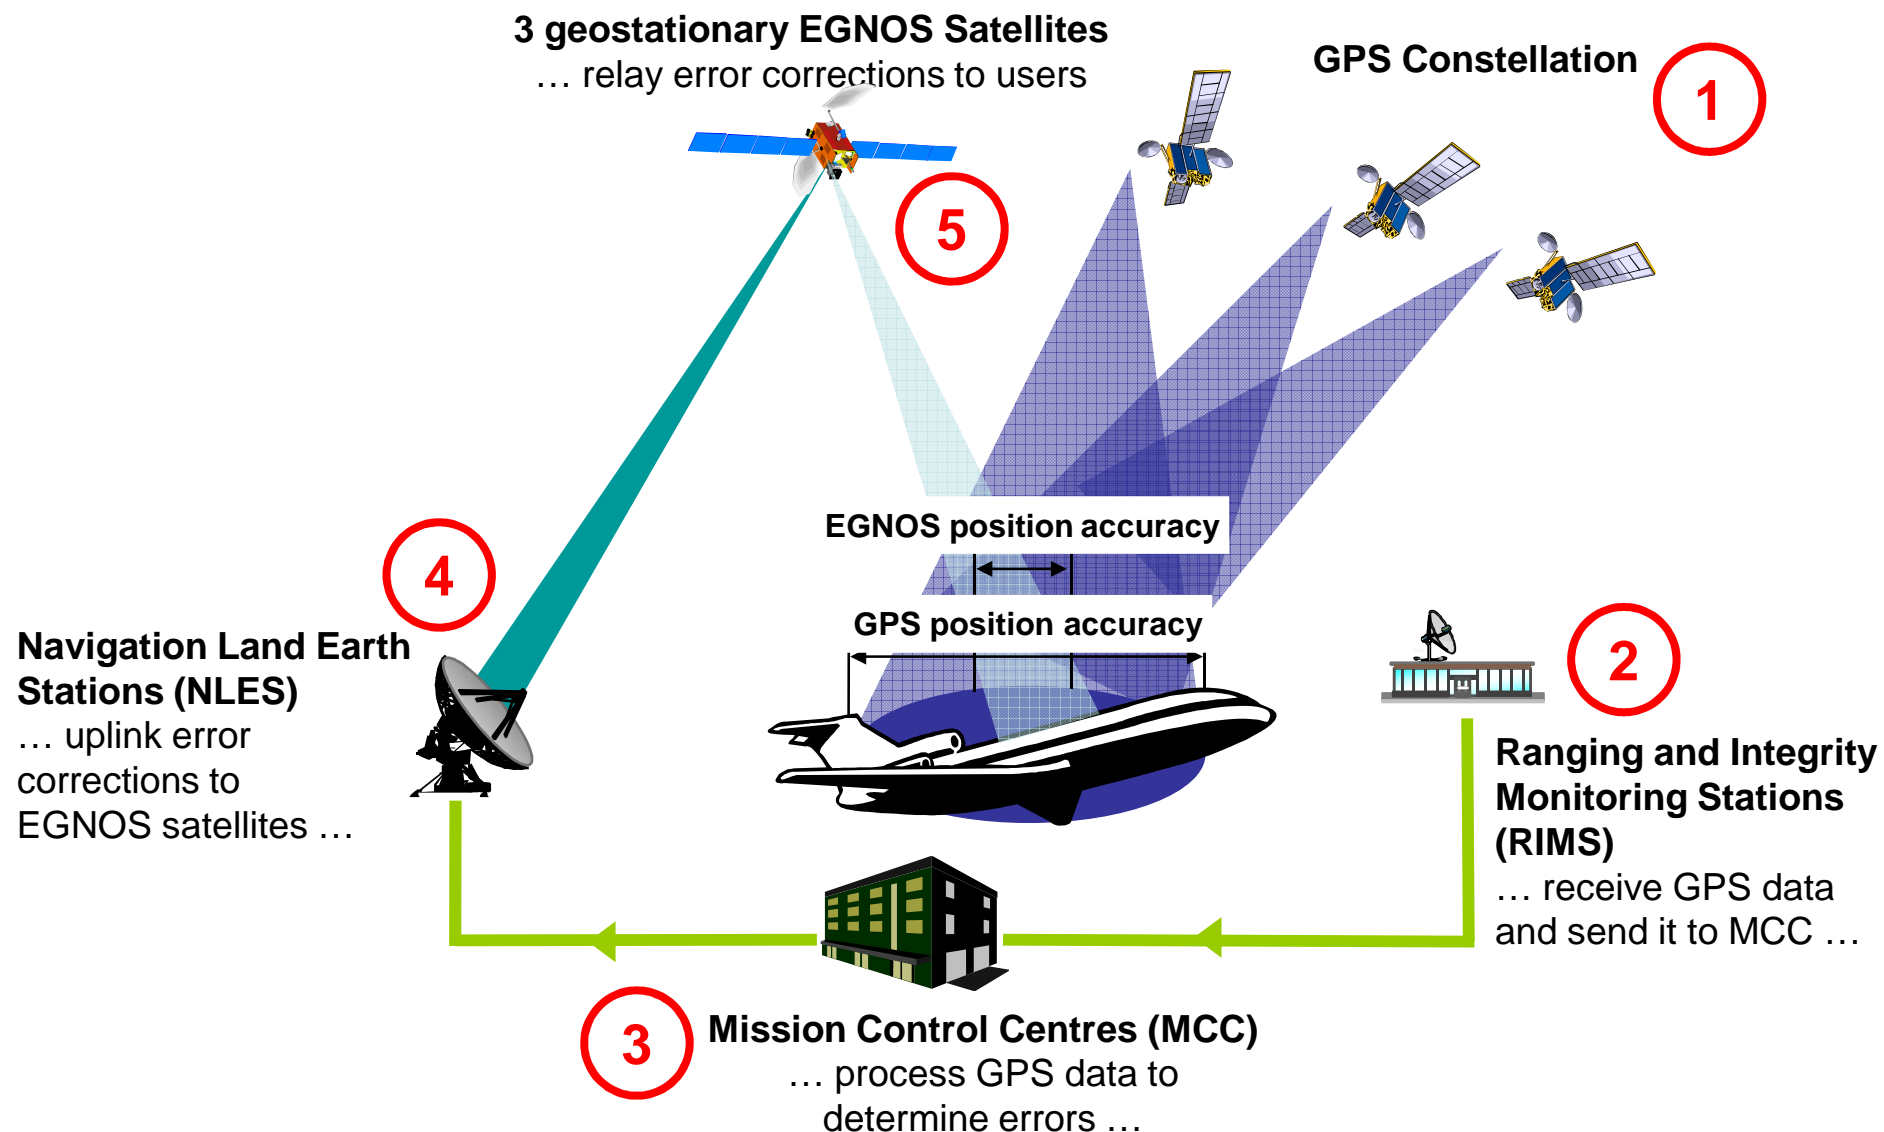 3 geostationary EGNOS Satellites
… relay error corrections to users
GPS Constellation
1
5
EGNOS position accuracy
GPS position accuracy
4
Navigation Land Earth
Stations (NLES)
… uplink error
corrections to
EGNOS satellites …
2
Ranging and Integrity
Monitoring Stations
(RIMS)
… receive GPS data
and send it to MCC …
3
Mission Control Centres (MCC)
… process GPS data to
determine errors …